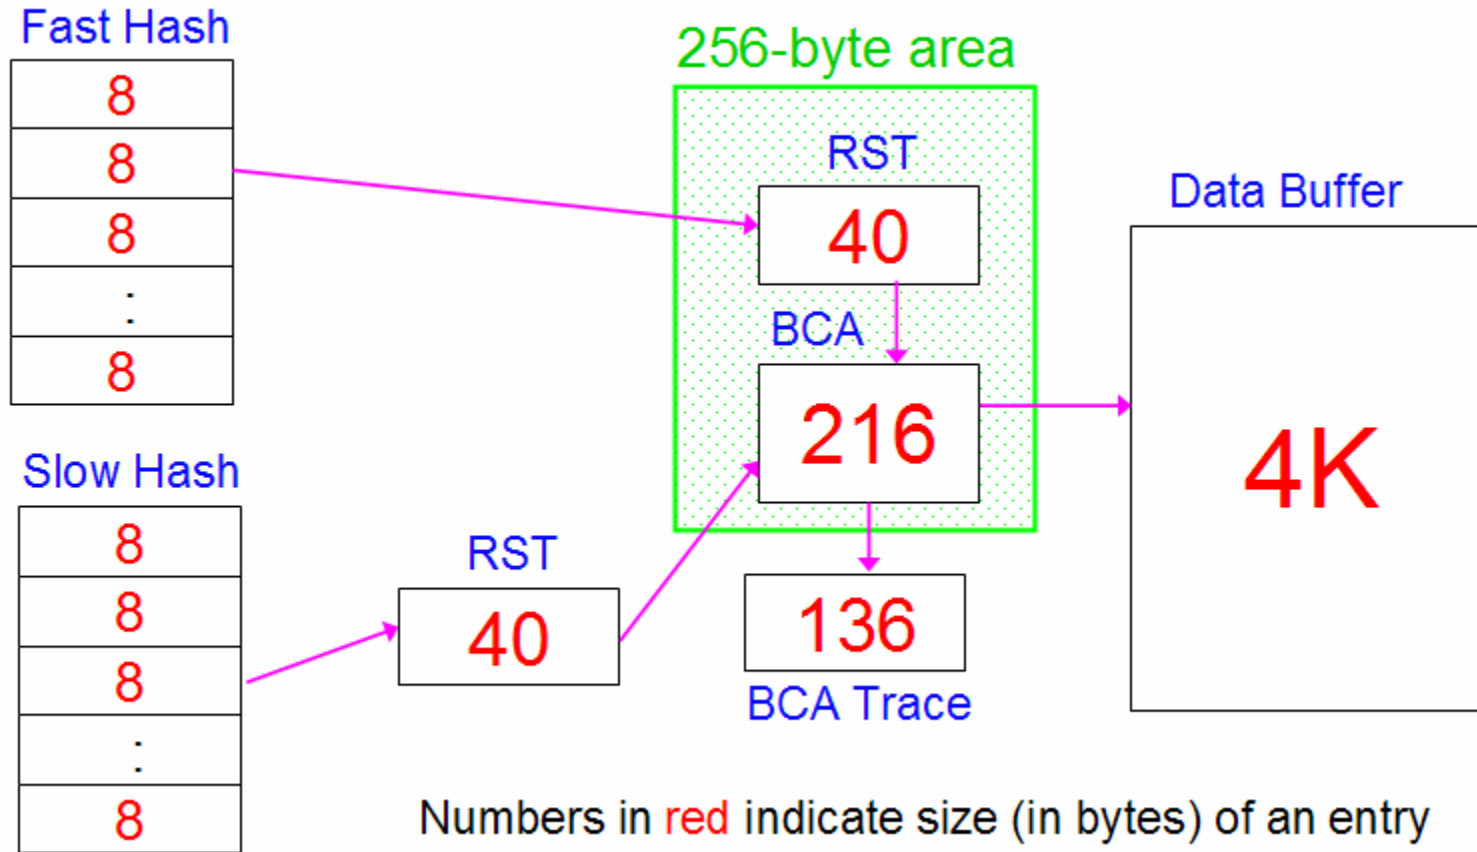 Fast Hash
8
8
8
:
8
256-byte area
RST
40
BCA
216
Data Buffer
4K
Slow Hash
8
8
8
:
8
RST
40
136
BCA Trace
Numbers in red indicate size (in bytes) of an entry